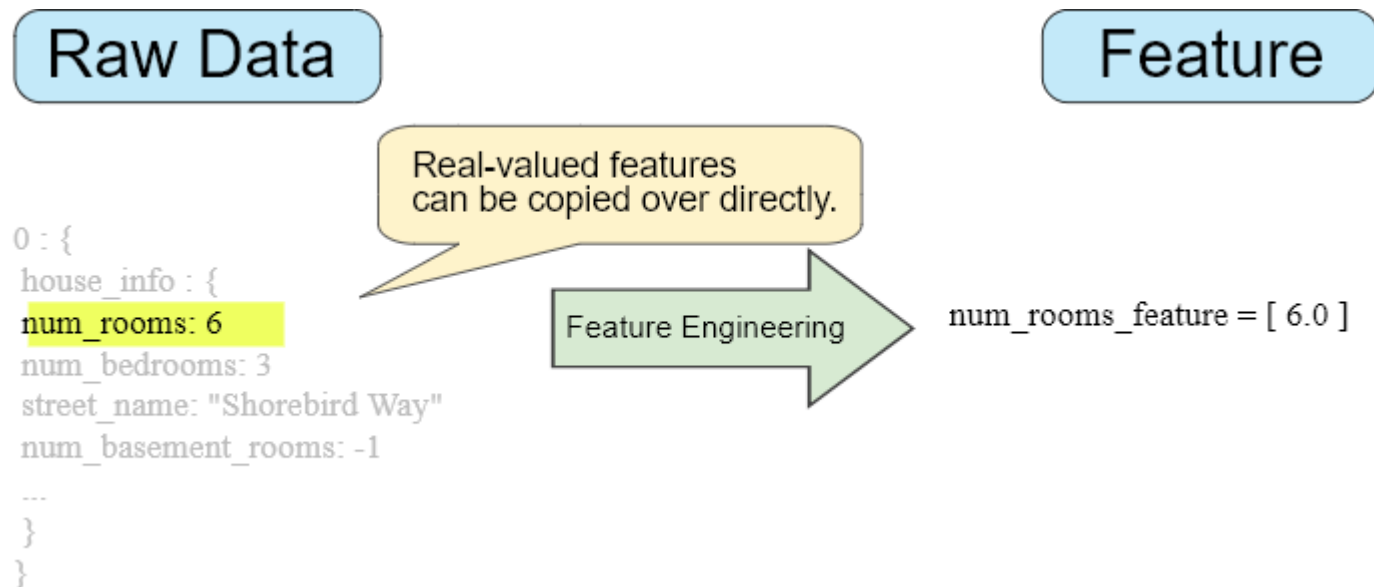 Raw Data
Feature
Real-valued features
can be copied over directly.
0 : {
house_info : {
num_rooms: 6
num_bedrooms: 3
street_name: "Shorebird Way"
num_basement_rooms: -1
...
}
}
Feature Engineering
num_rooms_feature = [ 6.0 ]